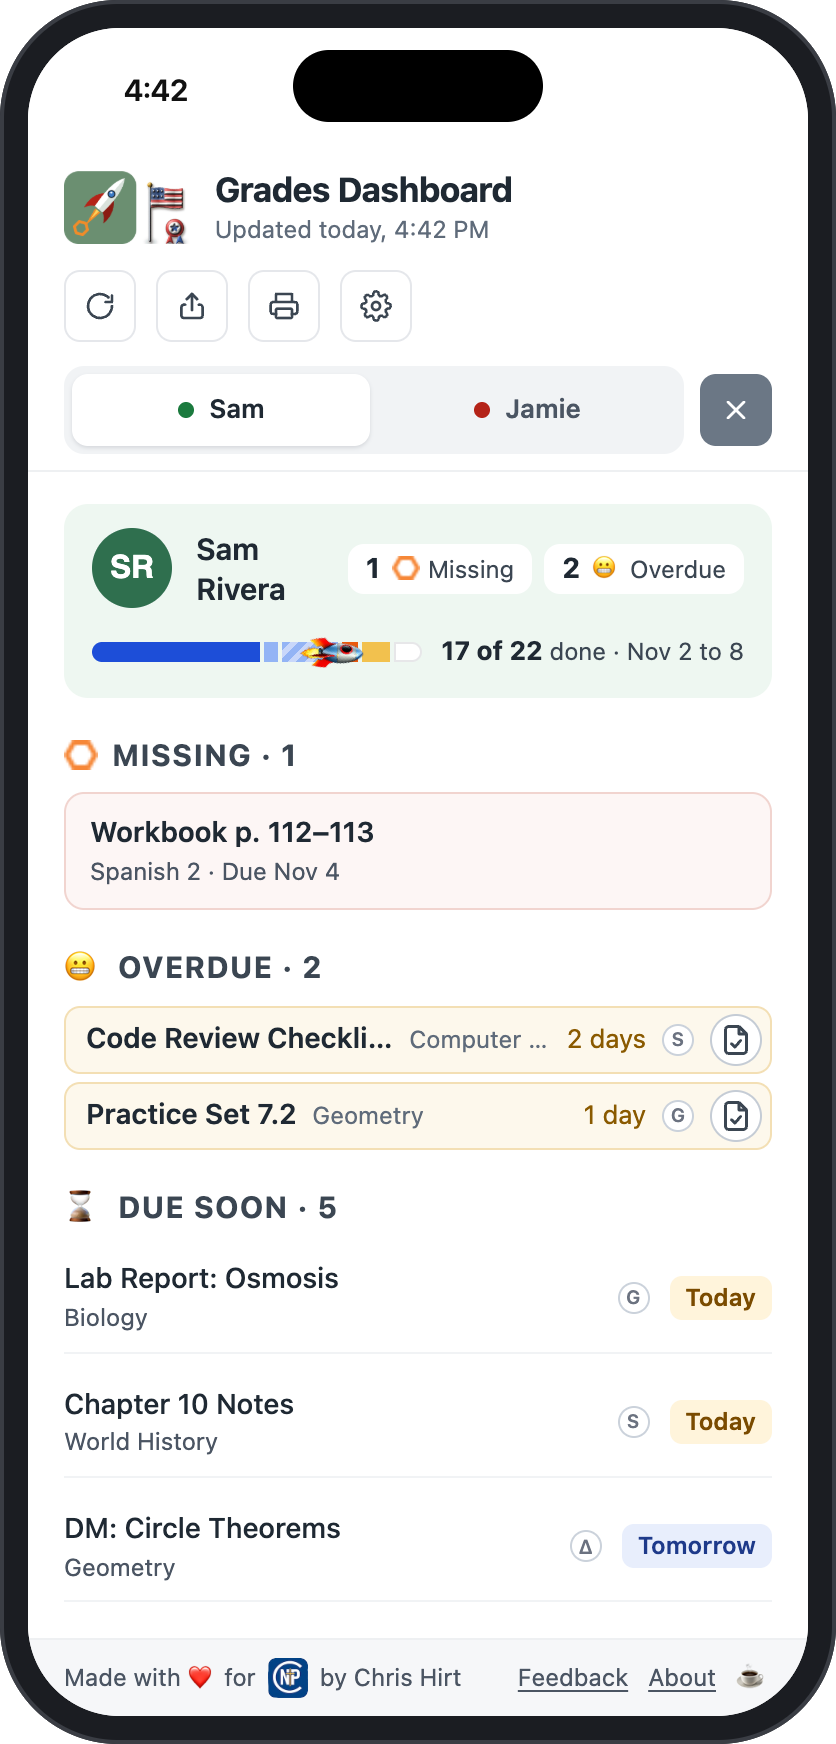 4:42
Grades Dashboard
Updated today, 4:42 PM
Sam
Jamie
SR
Sam
Rivera
1 Missing
2 Overdue
17 of 22 done · Nov 2 to 8
MISSING · 1
Workbook p. 112–113
Spanish 2 · Due Nov 4
OVERDUE · 2
Code Review Checkli... Computer ... 2 days S
Practice Set 7.2 Geometry 1 day G
DUE SOON · 5
Lab Report: Osmosis
Biology
G Today
Chapter 10 Notes
World History
S Today
DM: Circle Theorems
Geometry
Δ Tomorrow
Made with ❤️ for NP by Chris Hirt Feedback About